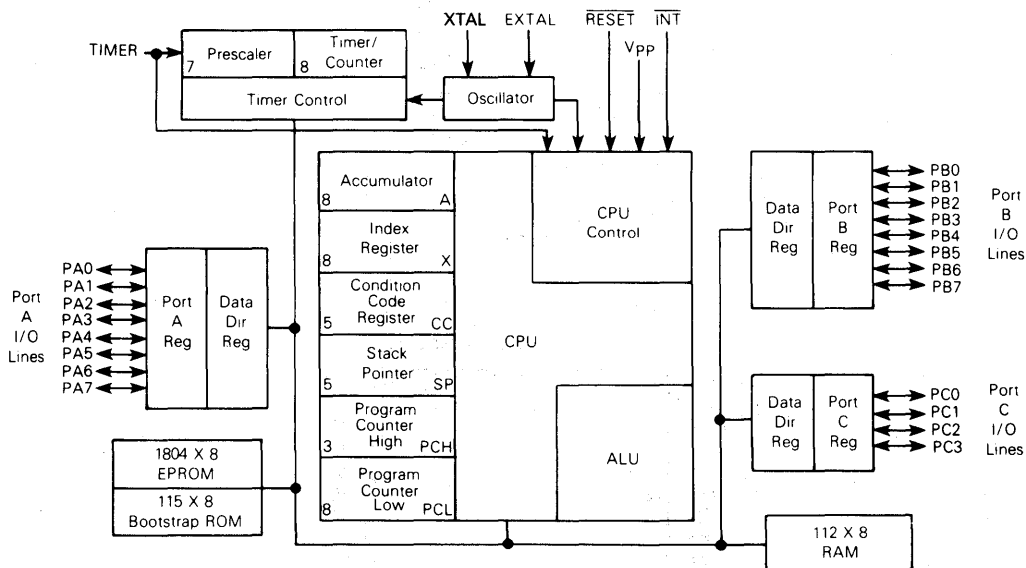 XTAL EXTAL RESET INT
VPP
TIMER
Prescaler
7
Timer/
Counter
8
Timer Control
Oscillator
Accumulator
8 A
Index
Register
8 X
Condition
Code
Register
5 CC
Stack
Pointer
5 SP
Program
Counter
High
3 PCH
Program
Counter
Low
8 PCL
CPU
Control
CPU
ALU
Port
A
I/O
Lines
PA0
PA1
PA2
PA3
PA4
PA5
PA6
PA7
Port
A
Reg
Data
Dir
Reg
1804 X 8
EPROM
115 X 8
Bootstrap ROM
Data
Dir
Reg
Port
B
Reg
PB0
PB1
PB2
PB3
PB4
PB5
PB6
PB7
Port
B
I/O
Lines
Data
Dir
Reg
Port
C
Reg
PC0
PC1
PC2
PC3
Port
C
I/O
Lines
112 X 8
RAM